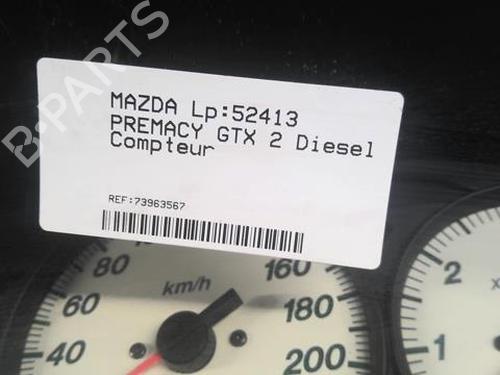 B-PARTS
MAZDA Lp:52413
PREMACY GTX 2 Diesel
Compteur
REF:73963567
km/h
80
160
60
180
40
200
2
1